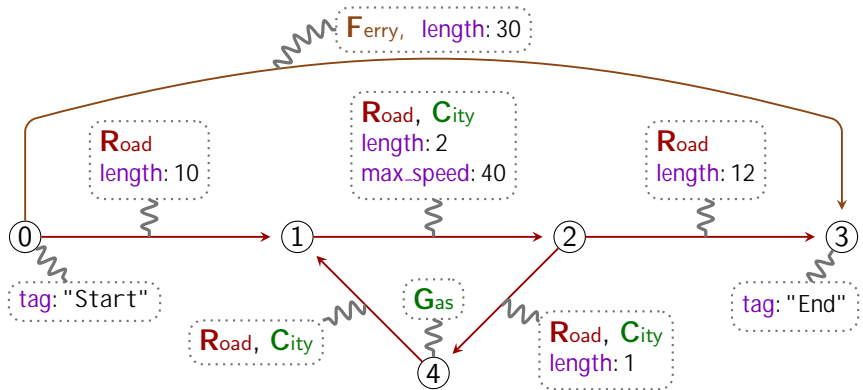 Ferry, length: 30
Road
length: 10
Road, City
length: 2
max_speed: 40
Road
length: 12
0
1
2
3
tag: "Start"
Gas
tag: "End"
Road, City
Road, City
length: 1
4